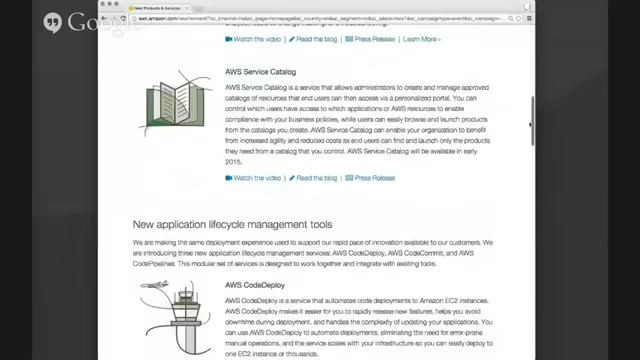 New Products & Services
Google+
Watch the video | Read the blog | Press Release | Learn More »
AWS Service Catalog
AWS Service Catalog is a service that allows administrators to create and manage approved
catalogs of resources that end users can then access via a personalized portal. You can
control which users have access to which applications or AWS resources to enable
compliance with your business policies, while users can easily browse and launch products
from the catalogs you create. AWS Service Catalog can enable your organization to benefit
from increased agility and reduced costs as end users can find and launch only the products
they need from a catalog that you control. AWS Service Catalog will be available in early
2015.
Watch the video | Read the blog | Press Release
New application lifecycle management tools
We are making the same deployment experience used to support our rapid pace of innovation available to our customers. We
are introducing three new application lifecycle management services: AWS CodeDeploy, AWS CodeCommit, and AWS
CodePipelines. This modular set of services is designed to work together and integrate with existing tools.
AWS CodeDeploy
AWS CodeDeploy is a service that automates code deployments to Amazon EC2 instances.
AWS CodeDeploy makes it easier for you to rapidly release new features, helps you avoid
downtime during deployment, and handles the complexity of updating your applications. You
can use AWS CodeDeploy to automate deployments, eliminating the need for error-prone
manual operations, and the service scales with your infrastructure so you can easily deploy to
one EC2 instance or thousands.